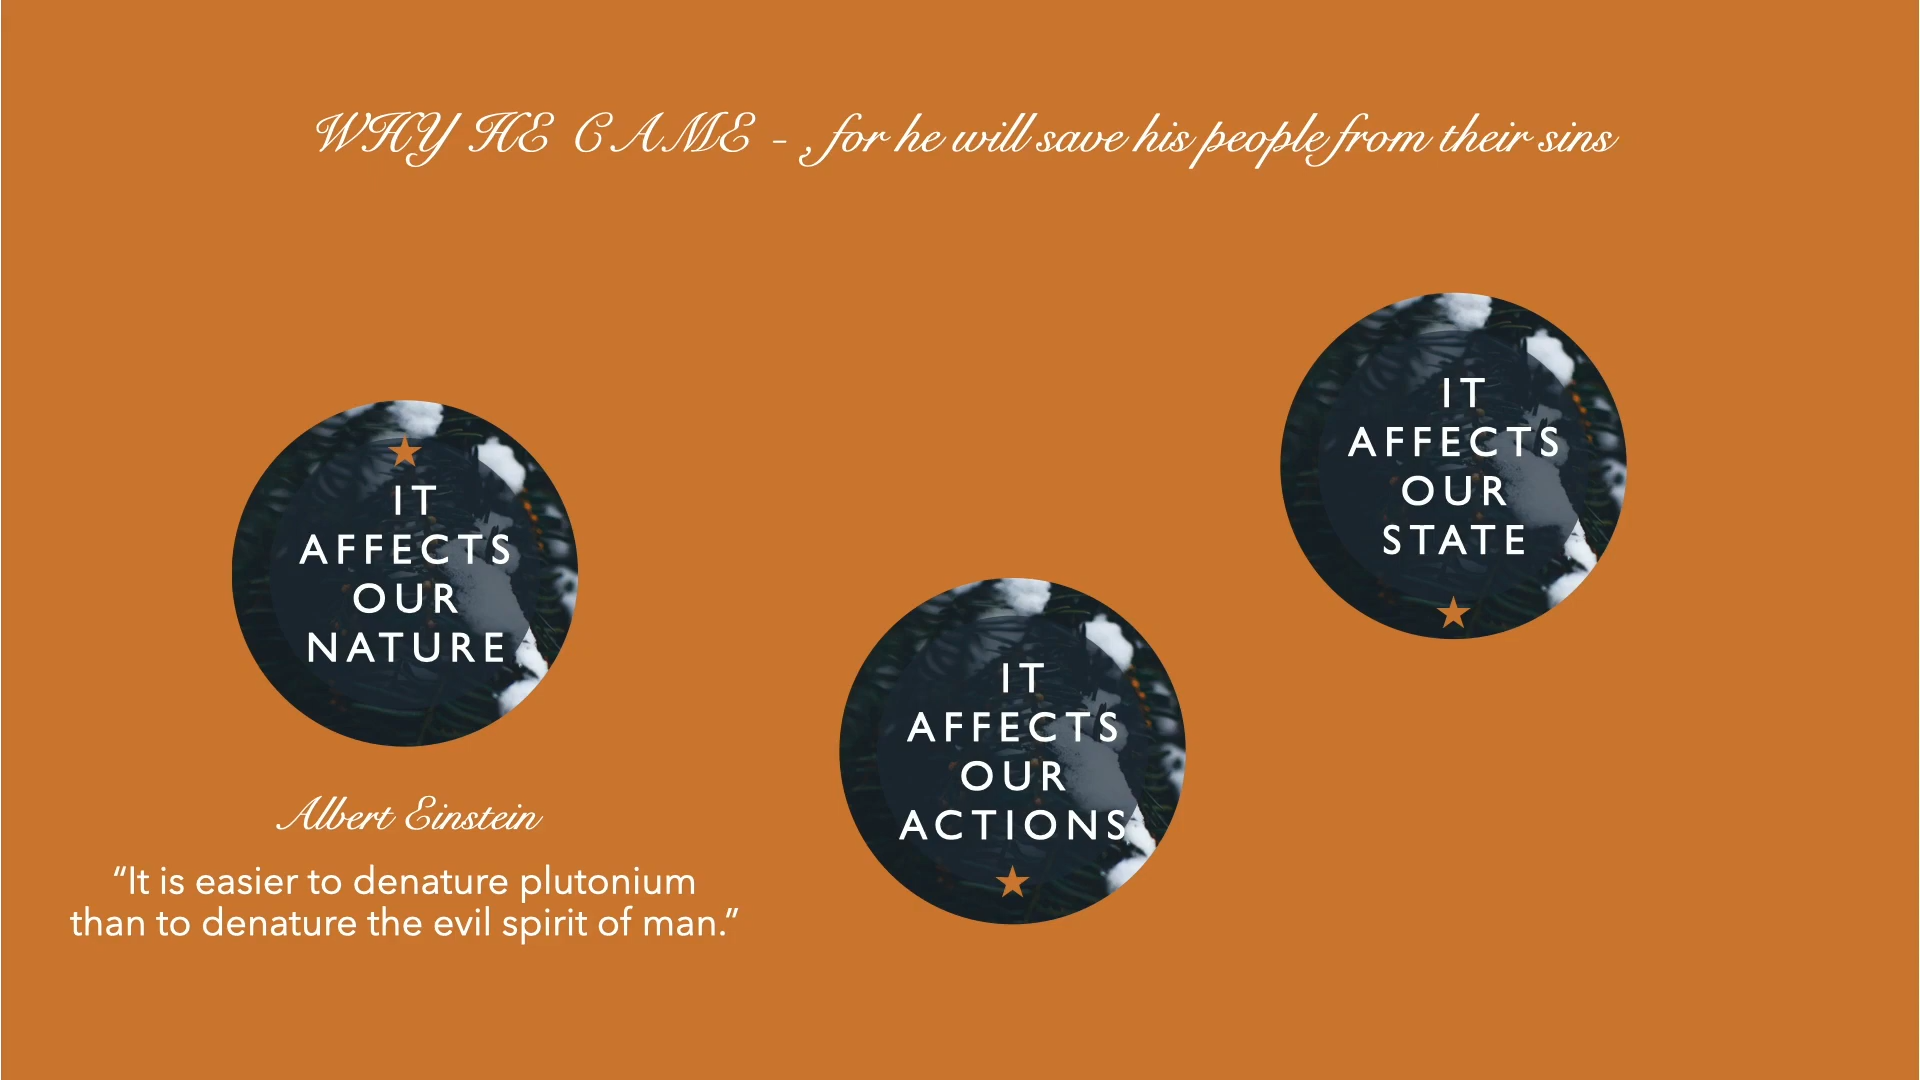 WHY HE CAME - , for he will save his people from their sins
IT
AFFECTS
OUR
NATURE
Albert Einstein
“It is easier to denature plutonium
than to denature the evil spirit of man.”
IT
AFFECTS
OUR
ACTIONS
IT
AFFECTS
OUR
STATE